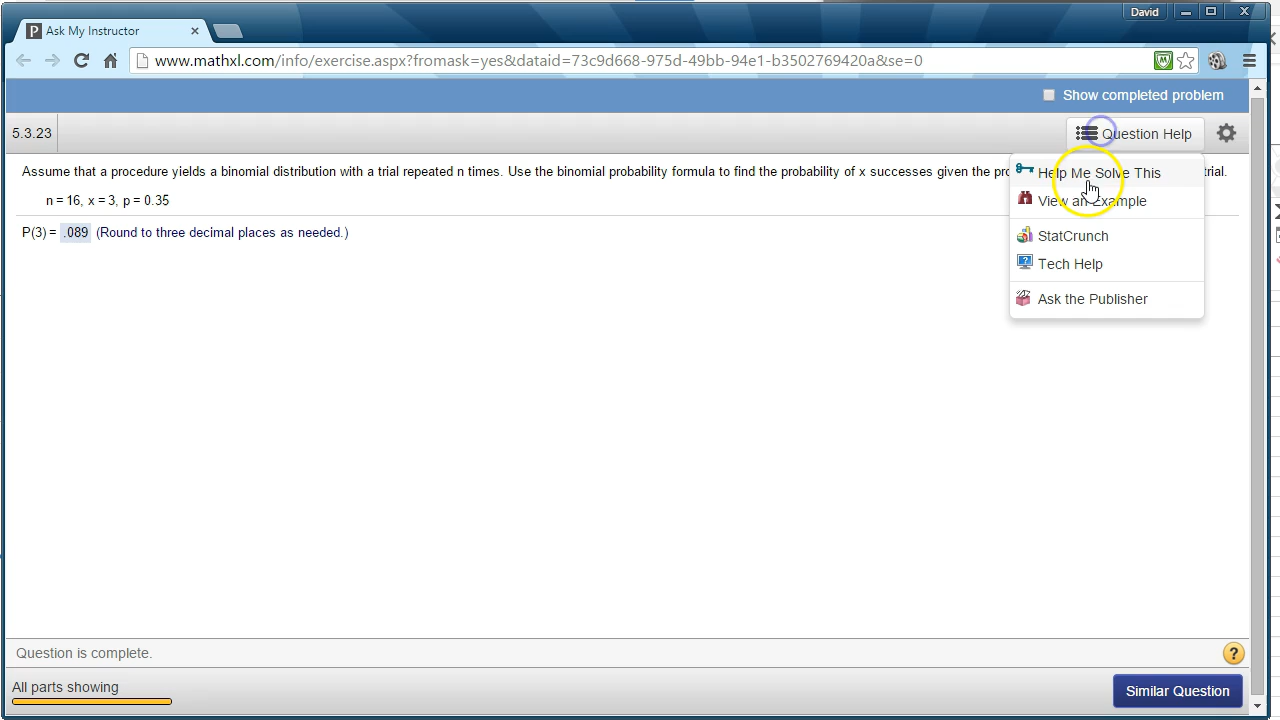 David
Ask My Instructor
www.mathxl.com/info/exercise.aspx?fromask=yes&dataid=73c9d668-975d-49bb-94e1-b3502769420a&se=0
Show completed problem
5.3.23
Question Help
Assume that a procedure yields a binomial distribution with a trial repeated n times. Use the binomial probability formula to find the probability of x successes given the trial.
n = 16, x = 3, p = 0.35
P(3) = .089 (Round to three decimal places as needed.)
Help Me Solve This
View an Example
StatCrunch
Tech Help
Ask the Publisher
Question is complete.
?
All parts showing
Similar Question